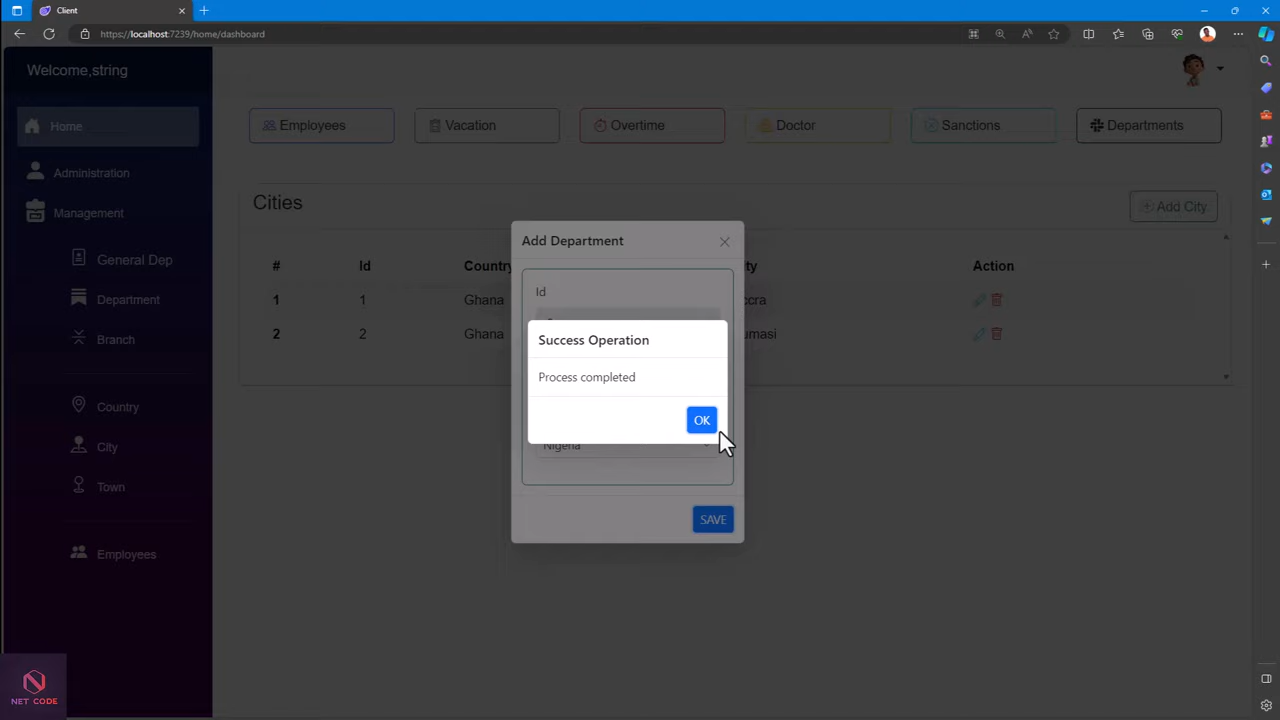 Client
https://localhost:7239/home/dashboard
Welcome,string
Home
Administration
Management
General Dep
Department
Branch
Country
City
Town
Employees
Employees
Vacation
Overtime
Doctor
Sanctions
Departments
Cities
Add City
# Id Country Action
1 1 Ghana
2 2 Ghana
Add Department
Id
Success Operation
Process completed
OK
Nigeria
SAVE
NET CODE